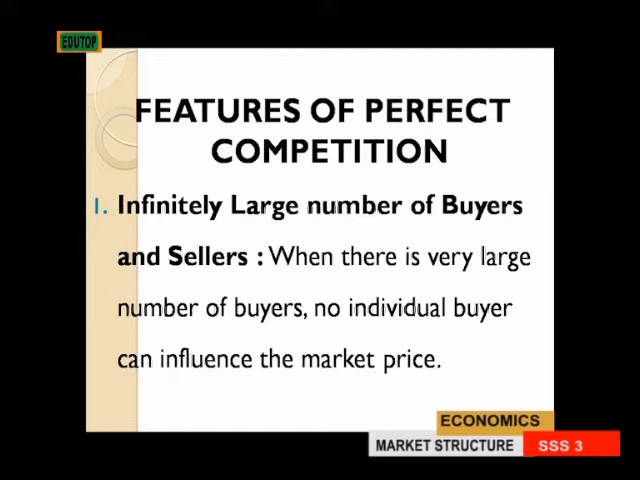 EDUTOP
FEATURES OF PERFECT
COMPETITION
1. Infinitely Large number of Buyers
and Sellers : When there is very large
number of buyers, no individual buyer
can influence the market price.
ECONOMICS
MARKET STRUCTURE SSS 3